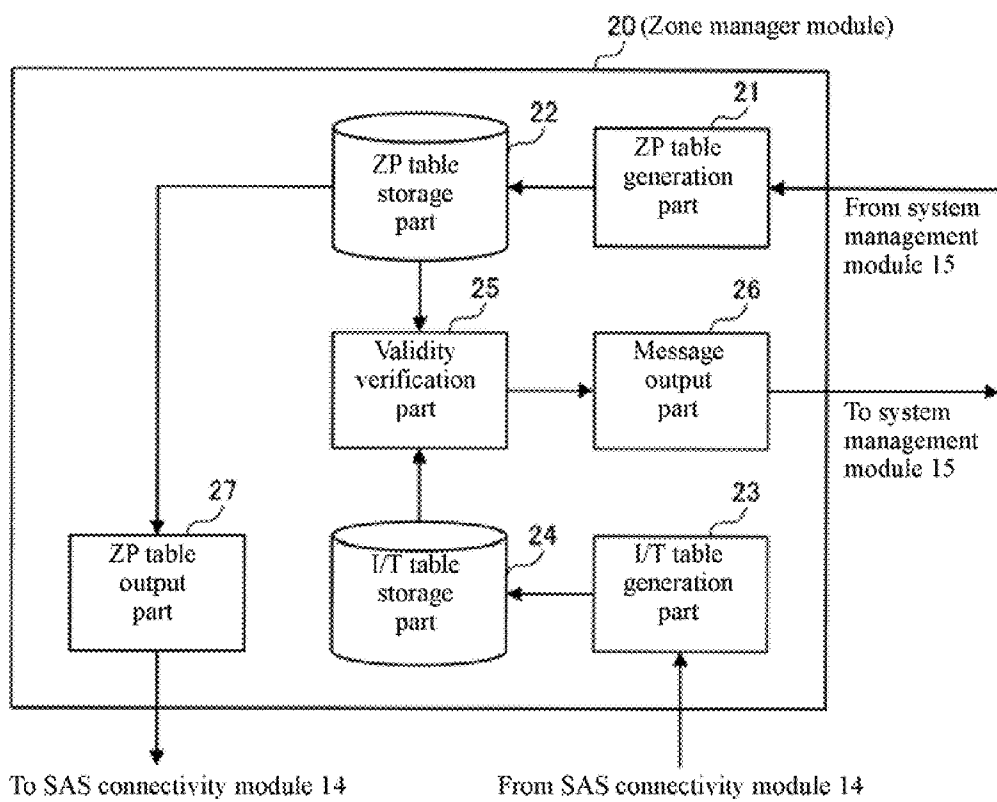 20 (Zone manager module)
22
ZP table
storage
part
21
ZP table
generation
part
From system
management
module 15
25
Validity
verification
part
26
Message
output
part
To system
management
module 15
27
ZP table
output
part
24
I/T table
storage
part
23
I/T table
generation
part
To SAS connectivity module 14
From SAS connectivity module 14